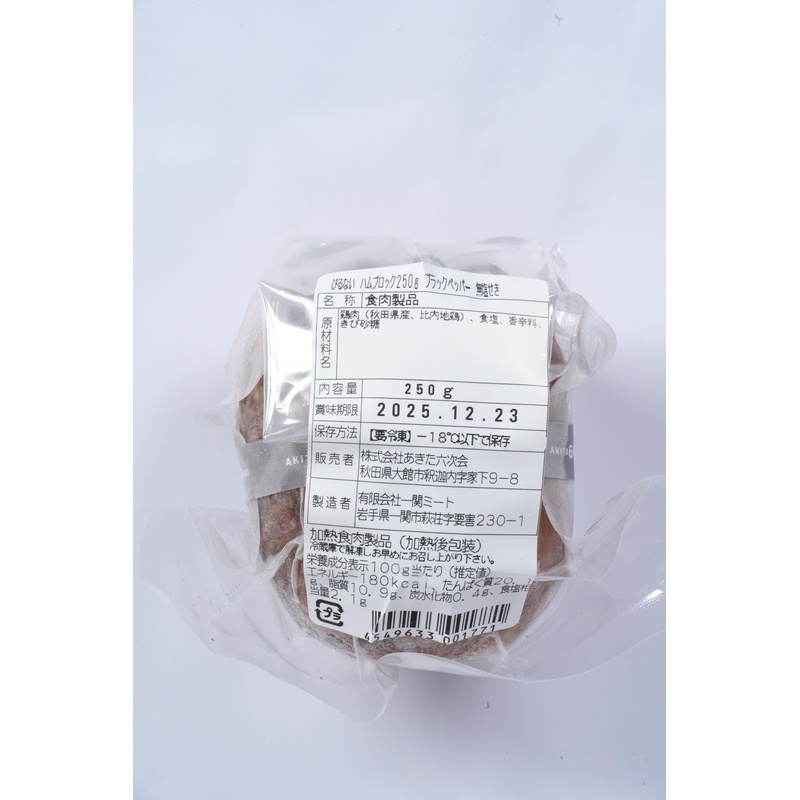 ひるない ハムブロック250g ブラックペッパー 無塩せき
名 称 食肉製品
原材料名 鶏肉（秋田県産、比内地鶏）、食塩、香辛料、
きび砂糖
内容量 250g
賞味期限 2025.12.23
保存方法 【要冷凍】-18℃以下で保存
販売者 株式会社あきた六次会
秋田県大館市釈迦内字家下9-8
製造者 有限会社一関ミート
岩手県一関市萩荘字要害230-1
加熱食肉製品（加熱後包装）
冷蔵庫で解凍しお早めにお召し上がり下さい。
栄養成分表示100g当たり（推定値）
エネルギー180kcal、たんぱく質20.
g、脂質10.9g、炭水化物0.4g、食塩相
当量2.1g
プラ
4549633 001771
AKITA
AKITA6